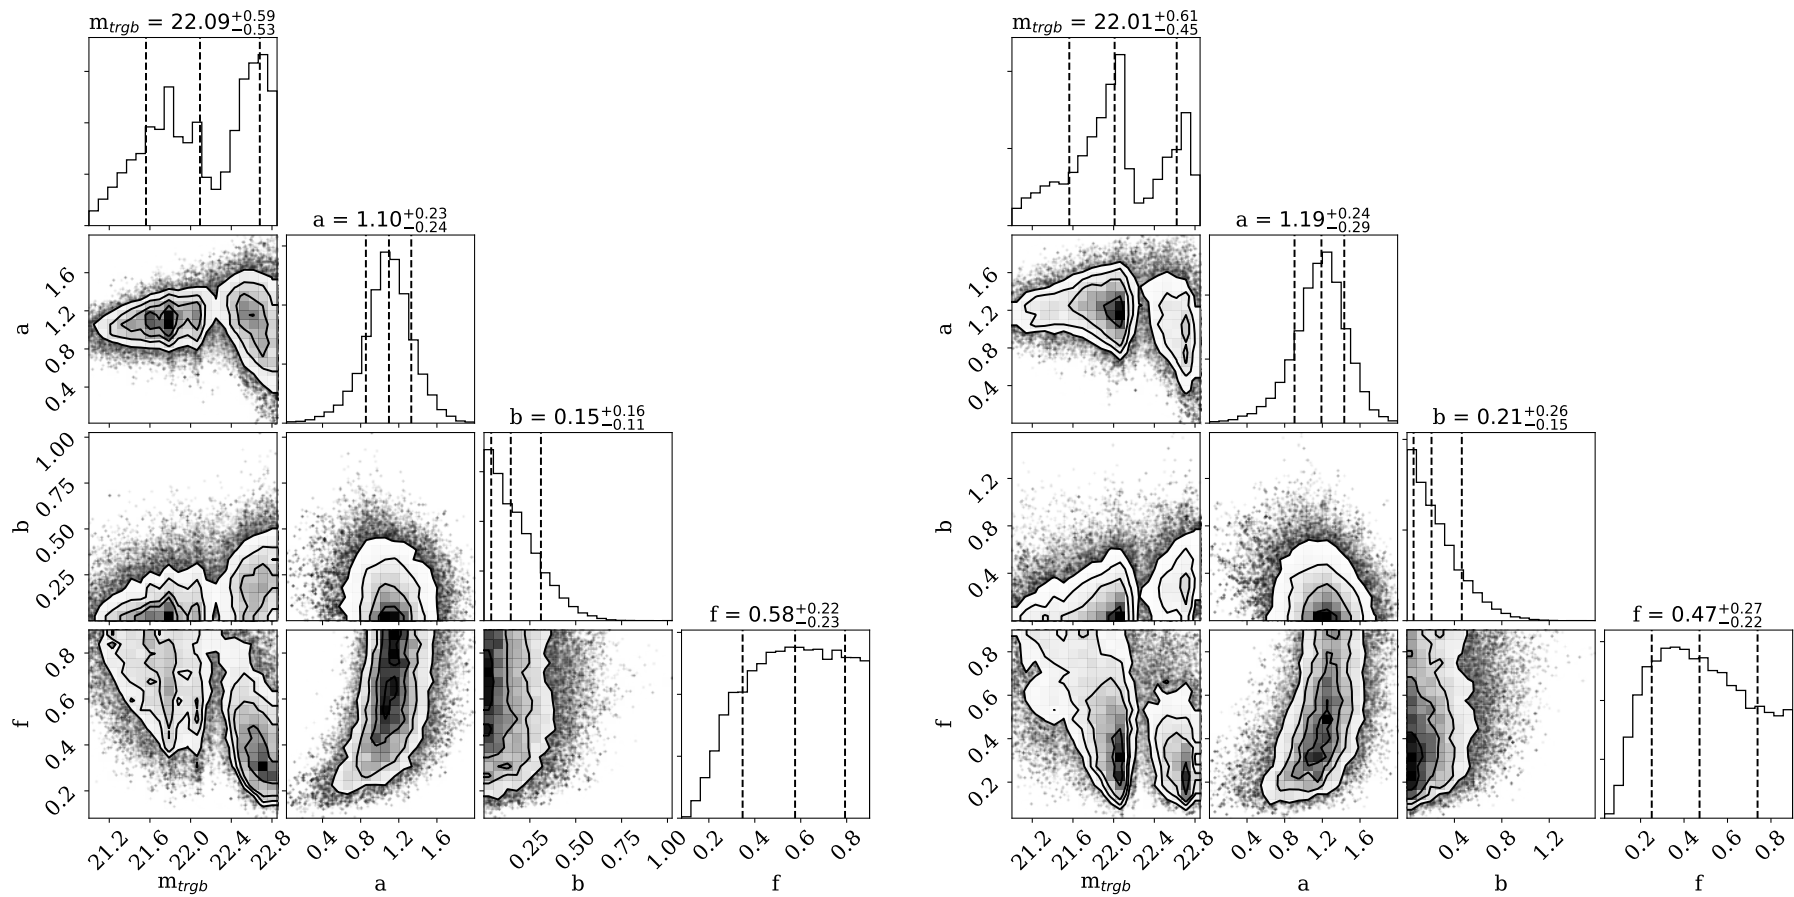 m_trgb = 22.09 +0.59 −0.53
a = 1.10 +0.23 −0.24
b = 0.15 +0.16 −0.11
f = 0.58 +0.22 −0.23
a
1.6
1.2
0.8
0.4
b
1.00
0.75
0.50
0.25
f
0.8
0.6
0.4
0.2
21.2 21.6 22.0 22.4 22.8
0.4 0.8 1.2 1.6
0.25 0.50 0.75 1.00
0.2 0.4 0.6 0.8
m_trgb a b f
m_trgb = 22.01 +0.61 −0.45
a = 1.19 +0.24 −0.29
b = 0.21 +0.26 −0.15
f = 0.47 +0.27 −0.22
a
1.6
1.2
0.8
0.4
b
1.2
0.8
0.4
f
0.8
0.6
0.4
0.2
21.2 21.6 22.0 22.4 22.8
0.4 0.8 1.2 1.6
0.4 0.8 1.2
0.2 0.4 0.6 0.8
m_trgb a b f